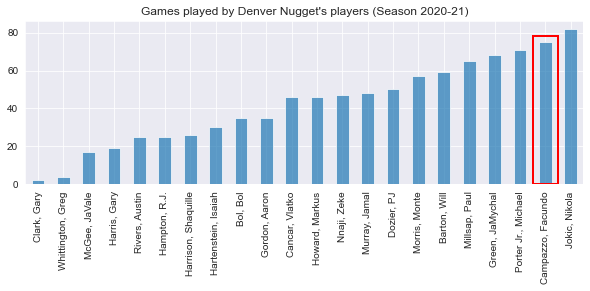 Games played by Denver Nugget's players (Season 2020-21)
80
60
40
20
0
Clark, Gary
Whittington, Greg
McGee, JaVale
Harris, Gary
Rivers, Austin
Hampton, R.J.
Harrison, Shaquille
Hartenstein, Isaiah
Bol, Bol
Gordon, Aaron
Cancar, Vlatko
Howard, Markus
Nnaji, Zeke
Murray, Jamal
Dozier, PJ
Morris, Monte
Barton, Will
Millsap, Paul
Green, JaMychal
Porter Jr., Michael
Campazzo, Facundo
Jokic, Nikola